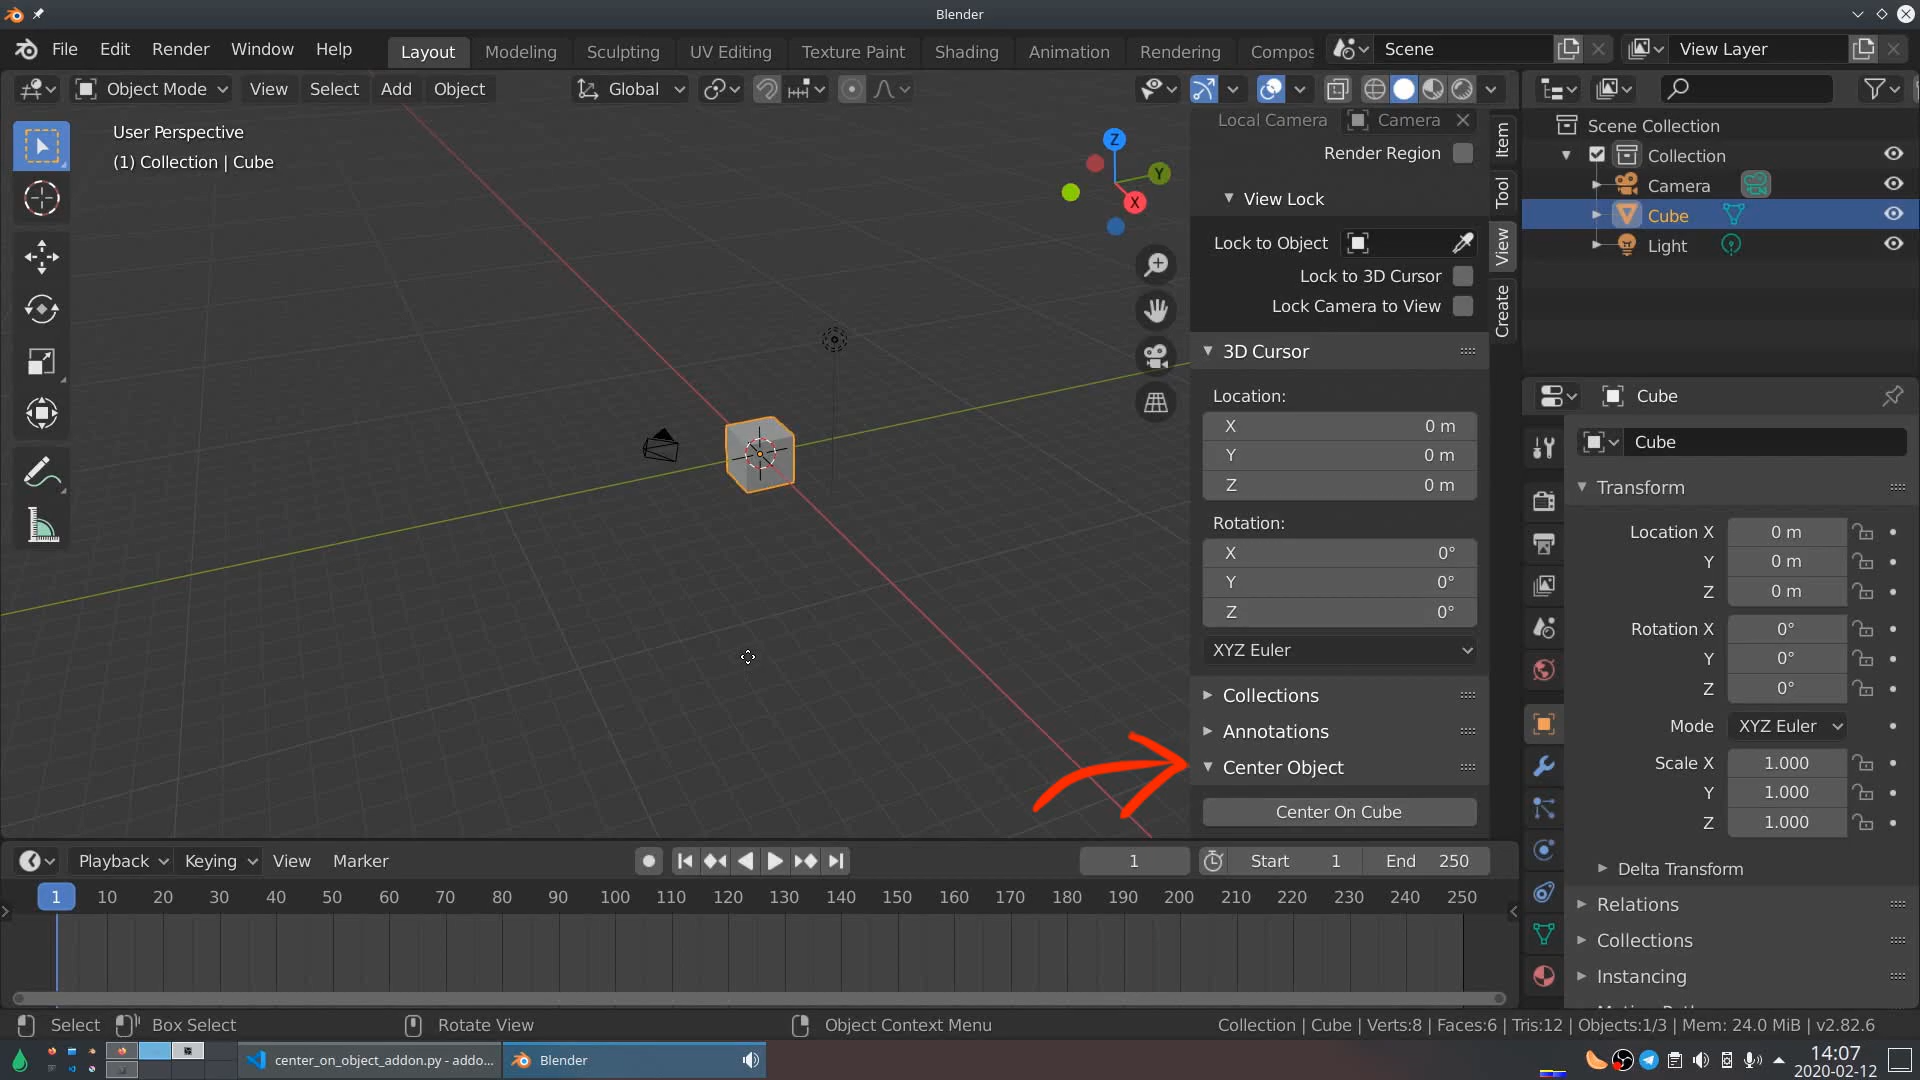 Blender
File Edit Render Window Help
Layout Modeling Sculpting UV Editing Texture Paint Shading Animation Rendering Compos
Scene
View Layer
Object Mode View Select Add Object
Global
User Perspective
(1) Collection | Cube
Z
Y
X
Local Camera Camera
Render Region
View Lock
Lock to Object
Lock to 3D Cursor
Lock Camera to View
3D Cursor
Location:
X 0 m
Y 0 m
Z 0 m
Rotation:
X 0°
Y 0°
Z 0°
XYZ Euler
Collections
Annotations
Center Object
Center On Cube
Item
Tool
View
Create
Scene Collection
Collection
Camera
Cube
Light
Cube
Cube
Transform
Location X 0 m
Y 0 m
Z 0 m
Rotation X 0°
Y 0°
Z 0°
Mode XYZ Euler
Scale X 1.000
Y 1.000
Z 1.000
Delta Transform
Relations
Collections
Instancing
Playback Keying View Marker
1
Start 1 End 250
1 10 20 30 40 50 60 70 80 90 100 110 120 130 140 150 160 170 180 190 200 210 220 230 240 250
Select Box Select Rotate View Object Context Menu
Collection | Cube | Verts:8 | Faces:6 | Tris:12 | Objects:1/3 | Mem: 24.0 MiB | v2.82.6
center_on_object_addon.py - addo...
Blender
14:07
2020-02-12